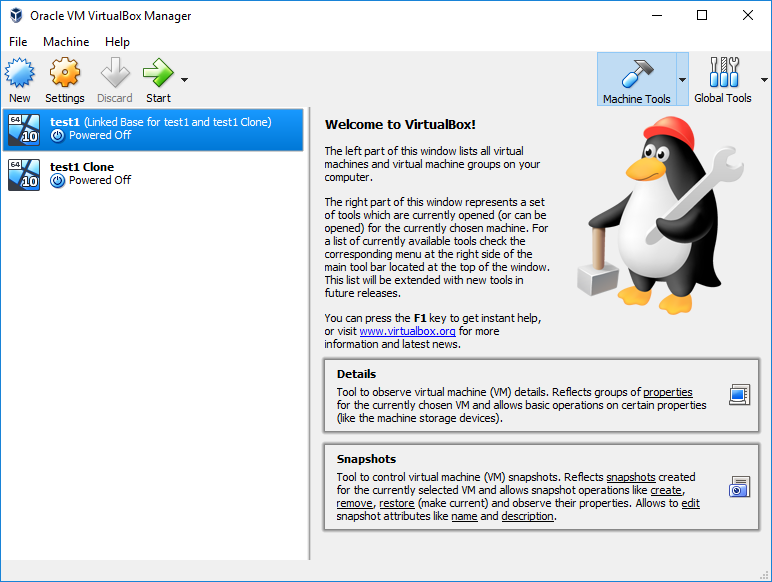 Oracle VM VirtualBox Manager
File Machine Help
New Settings Discard Start Machine Tools Global Tools
64 10 test1 (Linked Base for test1 and test1 Clone)
Powered Off
64 10 test1 Clone
Powered Off
Welcome to VirtualBox!
The left part of this window lists all virtual
machines and virtual machine groups on your
computer.
The right part of this window represents a set
of tools which are currently opened (or can be
opened) for the currently chosen machine. For
a list of currently available tools check the
corresponding menu at the right side of the
main tool bar located at the top of the window.
This list will be extended with new tools in
future releases.
You can press the F1 key to get instant help,
or visit www.virtualbox.org for more
information and latest news.
Details
Tool to observe virtual machine (VM) details. Reflects groups of properties
for the currently chosen VM and allows basic operations on certain properties
(like the machine storage devices).
Snapshots
Tool to control virtual machine (VM) snapshots. Reflects snapshots created
for the currently selected VM and allows snapshot operations like create,
remove, restore (make current) and observe their properties. Allows to edit
snapshot attributes like name and description.